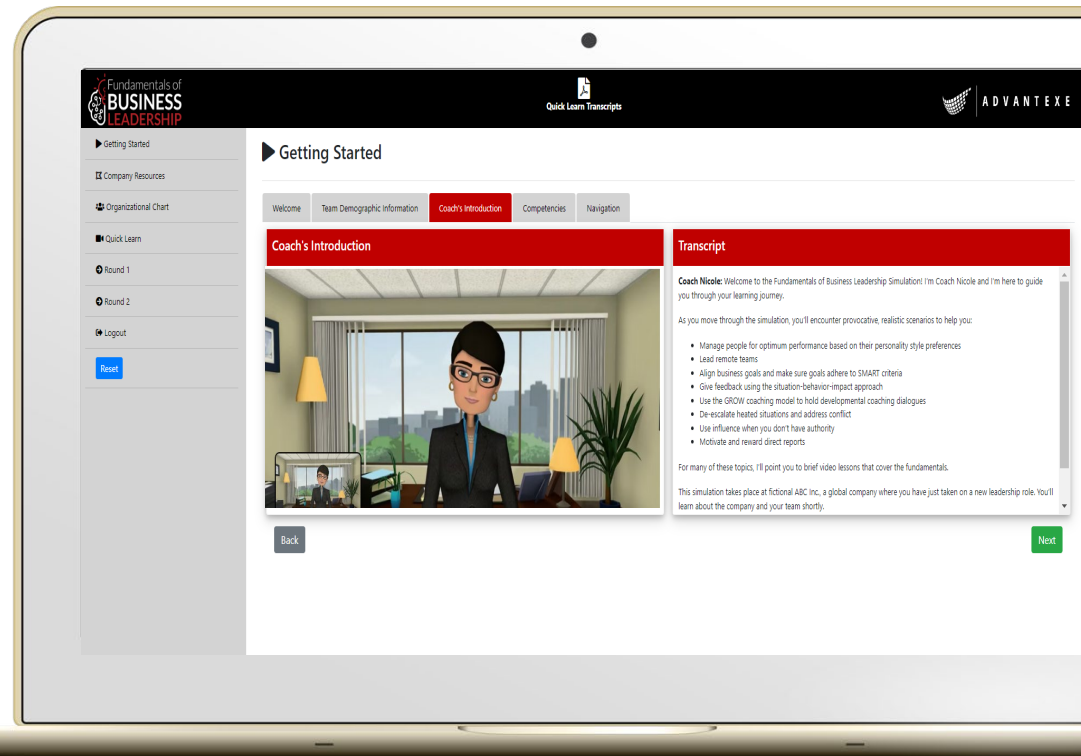 Fundamentals of
BUSINESS
LEADERSHIP
Quick Learn Transcripts
ADVANTEXE
Getting Started
Company Resources
Organizational Chart
Quick Learn
Round 1
Round 2
Logout
Reset
Getting Started
Welcome
Team Demographic Information
Coach's Introduction
Competencies
Navigation
Coach's Introduction
Transcript
Coach Nicole: Welcome to the Fundamentals of Business Leadership Simulation! I'm Coach Nicole and I'm here to guide
you through your learning journey.
As you move through the simulation, you'll encounter provocative, realistic scenarios to help you:
Manage people for optimum performance based on their personality style preferences
Lead remote teams
Align business goals and make sure goals adhere to SMART criteria
Give feedback using the situation-behavior-impact approach
Use the GROW coaching model to hold developmental coaching dialogues
De-escalate heated situations and address conflict
Use influence when you don't have authority
Motivate and reward direct reports
For many of these topics, I'll point you to brief video lessons that cover the fundamentals.
This simulation takes place at fictional ABC Inc., a global company where you have just taken on a new leadership role. You'll
learn about the company and your team shortly.
Back
Next